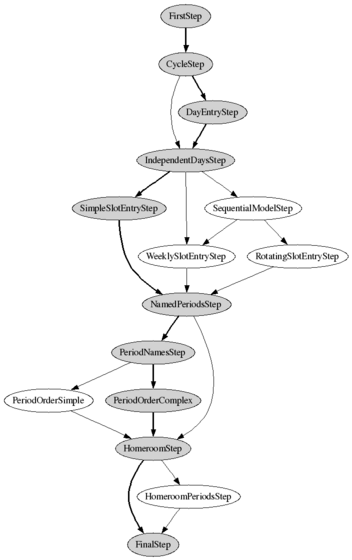 FirstStep
CycleStep
DayEntryStep
IndependentDaysStep
SimpleSlotEntryStep
SequentialModelStep
WeeklySlotEntryStep
RotatingSlotEntryStep
NamedPeriodsStep
PeriodNamesStep
PeriodOrderSimple
PeriodOrderComplex
HomeroomStep
HomeroomPeriodsStep
FinalStep